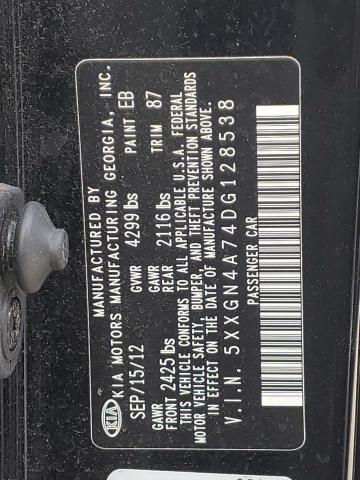 MANUFACTURED BY
KIA KIA MOTORS MANUFACTURING GEORGIA, INC.
SEP/15/12 GVWR 4299 lbs PAINT EB
GAWR FRONT 2425 lbs GAWR REAR 2116 lbs TRIM 87
THIS VEHICLE CONFORMS TO ALL APPLICABLE U.S.A. FEDERAL
MOTOR VEHICLE SAFETY, BUMPER, AND THEFT STANDARDS
IN EFFECT ON THE DATE OF MANUFACTURE SHOWN ABOVE.
V.I.N. 5XXGN4A74DG128538
PASSENGER CAR